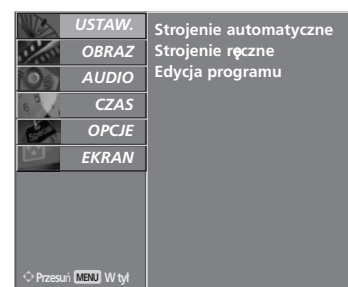 USTAW.
OBRAZ
AUDIO
CZAS
OPCJE
EKRAN
Strojenie automatyczne
Strojenie ręczne
Edycja programu
Przesuń MENU W tył